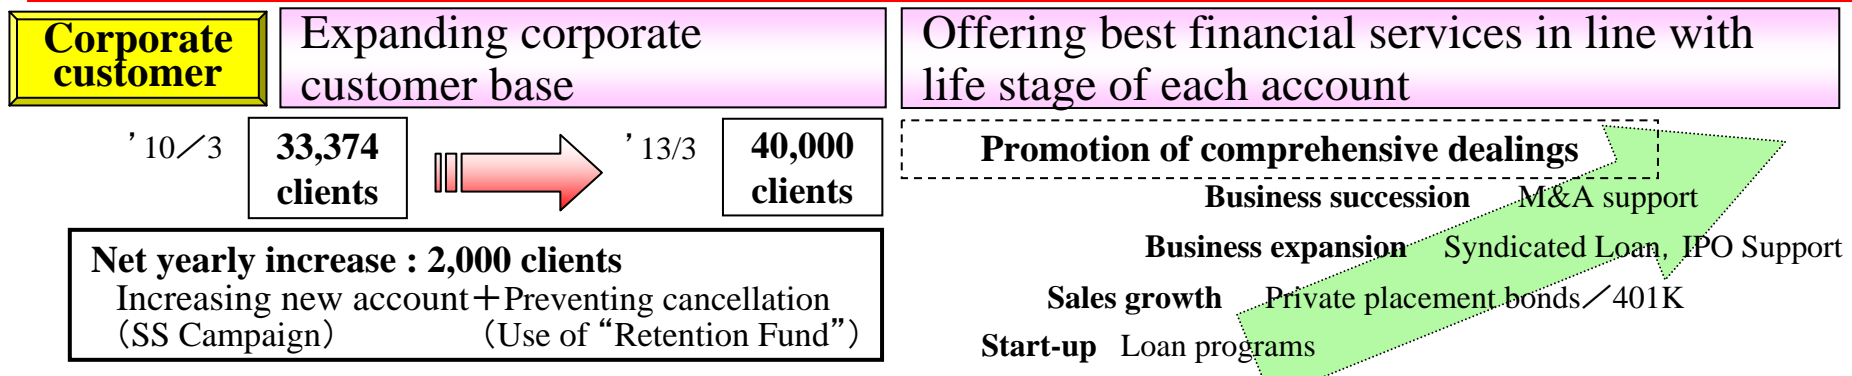 Corporate
customer
Expanding corporate
customer base
Offering best financial services in line with
life stage of each account
’10／3
33,374
clients
’13/3
40,000
clients
Net yearly increase : 2,000 clients
Increasing new account＋Preventing cancellation
（SS Campaign） （Use of “Retention Fund”）
Promotion of comprehensive dealings
Business succession M&A support
Business expansion Syndicated Loan, IPO Support
Sales growth Private placement bonds／401K
Start-up Loan programs